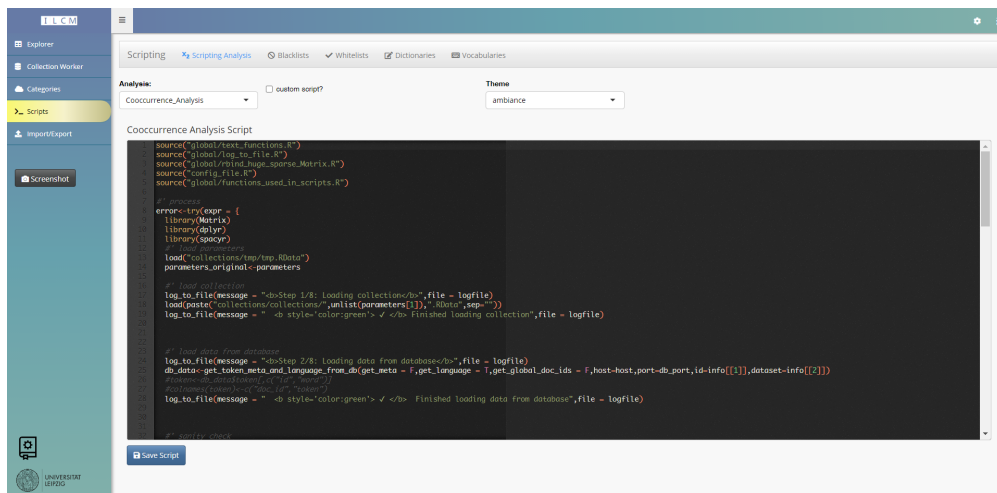 ILCM
Explorer
Collection Worker
Categories
Scripts
Import/Export
Screenshot
UNIVERSITÄT
LEIPZIG
Scripting
Scripting Analysis
Blacklists
Whitelists
Dictionaries
Vocabularies
Analysis:
Cooccurrence_Analysis
custom script?
Theme
ambiance
Cooccurrence Analysis Script
source("global/text_functions.R")
source("global/log_to_file.R")
source("global/rbind_huge_sparse_Matrix.R")
source("config_file.R")
source("global/functions_used_in_scripts.R")
#' process
error<-try(expr = {
library(Matrix)
library(dplyr)
library(spacyr)
#' load parameters
load("collections/tmp/tmp.RData")
parameters_original<-parameters
#' load collection
log_to_file(message = "<b>Step 1/8: Loading collection</b>",file = logfile)
load(paste("collections/collections/",unlist(parameters[1]),".RData",sep=""))
log_to_file(message = "  <b style='color:green'> ✓ </b> Finished loading collection",file = logfile)
#' load data from database
log_to_file(message = "<b>Step 2/8: Loading data from database</b>",file = logfile)
db_data<-get_token_meta_and_language_from_db(get_meta = F,get_language = T,get_global_doc_ids = F,host=host,port=db_port,id=info[[1]],dataset=info[[2]])
#token<-db_data$token[,c("id","word")]
#colnames(token)<-c("doc_id","token")
log_to_file(message = "  <b style='color:green'> ✓ </b>  Finished loading data from database",file = logfile)
#' sanity check
Save Script